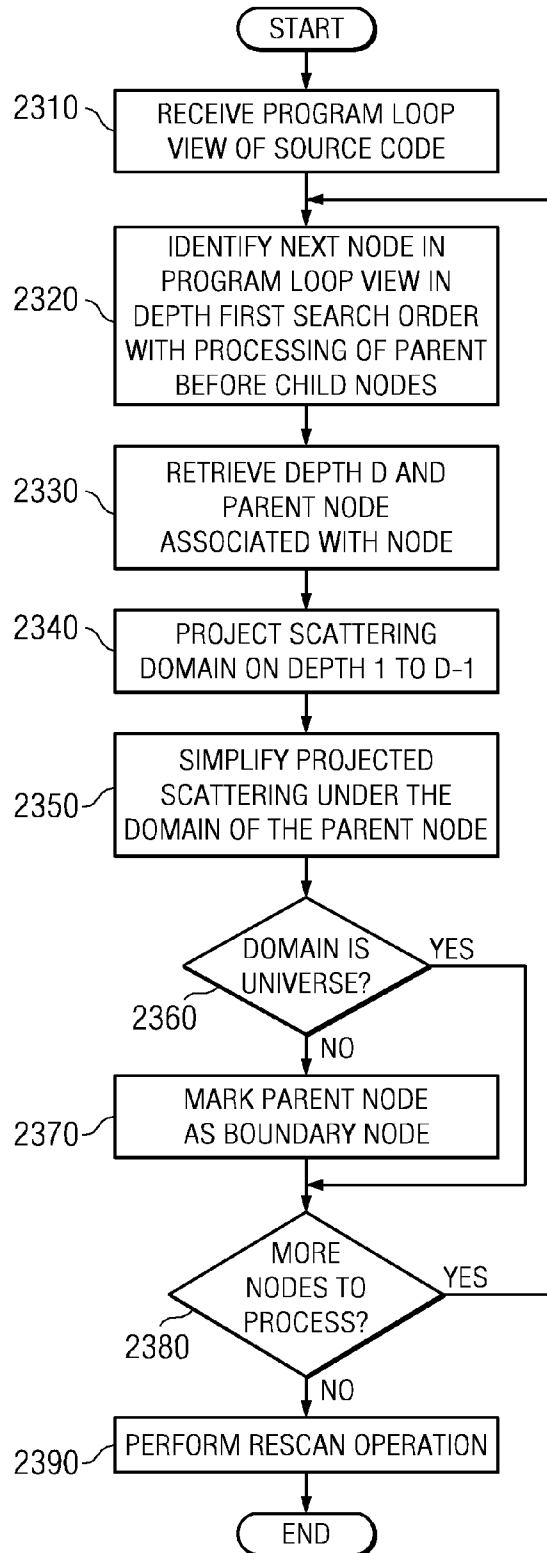 START
2310
RECEIVE PROGRAM LOOP
VIEW OF SOURCE CODE
2320
IDENTIFY NEXT NODE IN
PROGRAM LOOP VIEW IN
DEPTH FIRST SEARCH ORDER
WITH PROCESSING OF PARENT
BEFORE CHILD NODES
2330
RETRIEVE DEPTH D AND
PARENT NODE
ASSOCIATED WITH NODE
2340
PROJECT SCATTERING
DOMAIN ON DEPTH 1 TO D-1
2350
SIMPLIFY PROJECTED
SCATTERING UNDER THE
DOMAIN OF THE PARENT NODE
DOMAIN IS
UNIVERSE?
YES
2360
NO
2370
MARK PARENT NODE
AS BOUNDARY NODE
MORE
NODES TO
PROCESS?
YES
2380
NO
2390
PERFORM RESCAN OPERATION
END